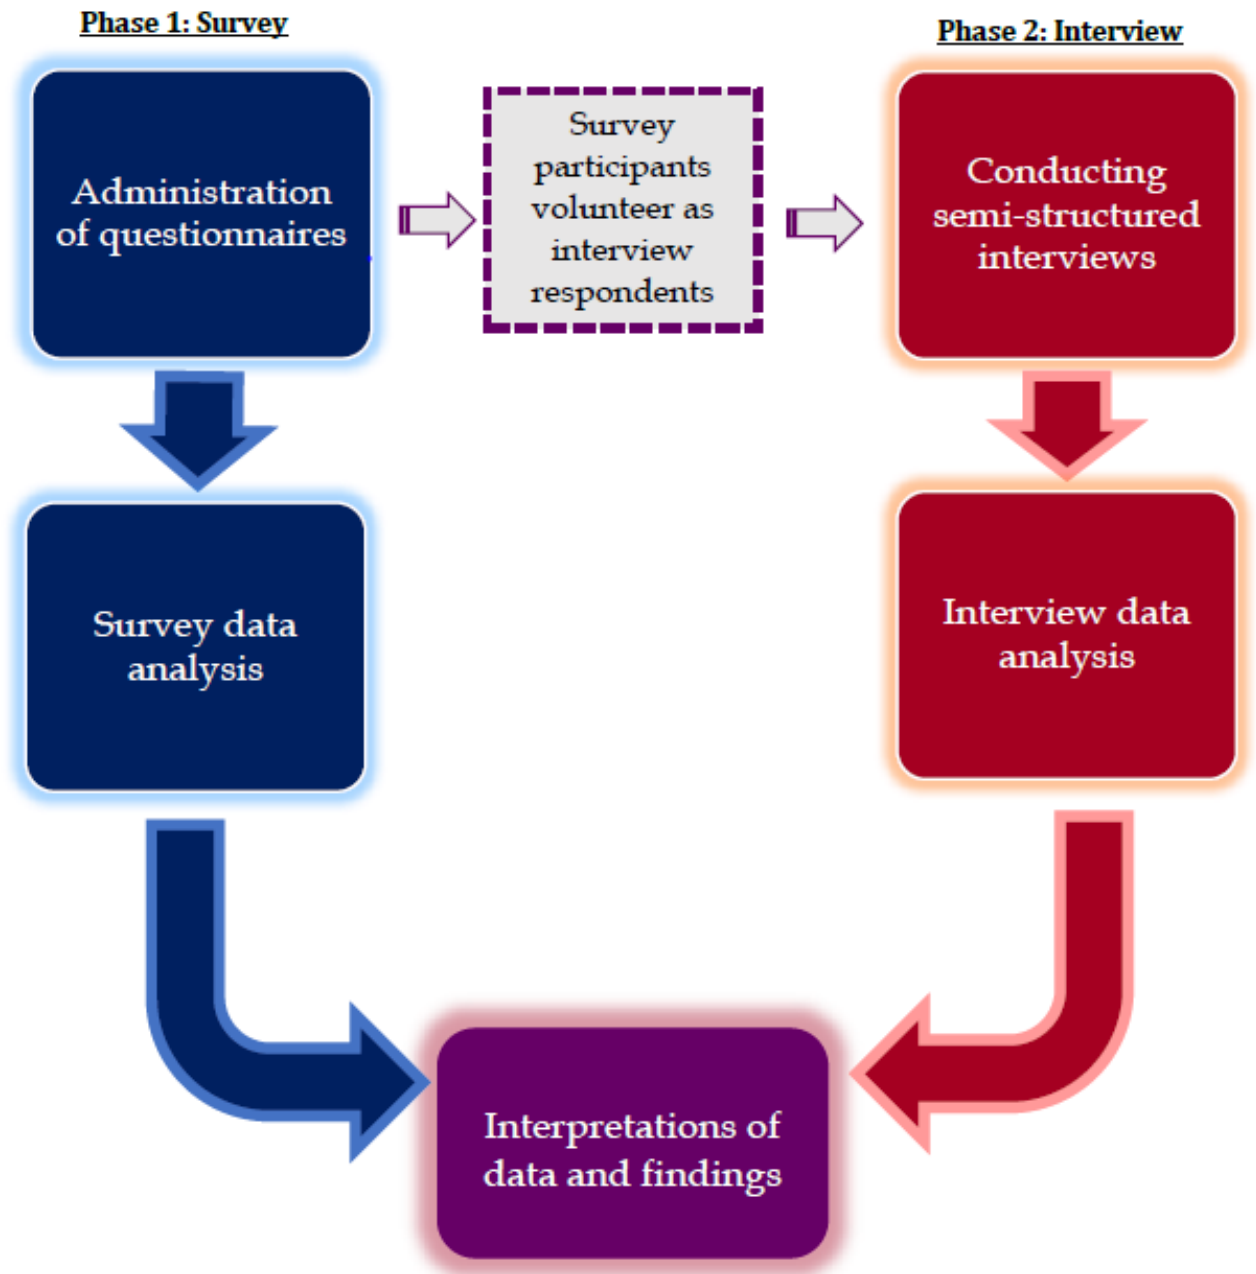 Phase 1: Survey
Phase 2: Interview
Administration
of questionnaires
Survey
participants
volunteer as
interview
respondents
Conducting
semi-structured
interviews
Survey data
analysis
Interview data
analysis
Interpretations of
data and findings